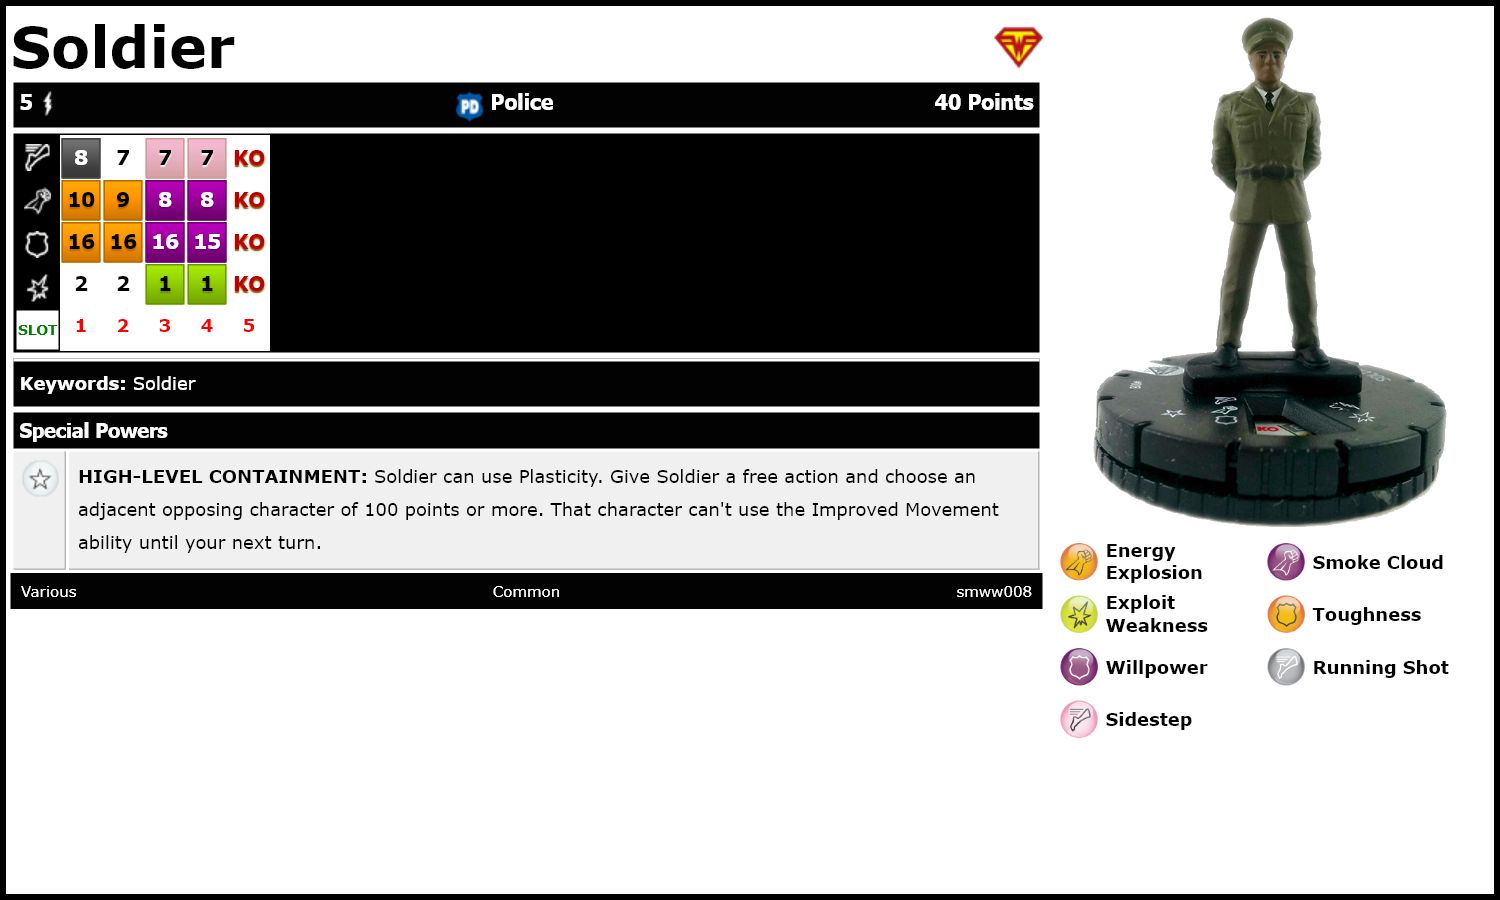 Soldier
5 PD Police 40 Points
8 7 7 7 KO
10 9 8 8 KO
16 16 16 15 KO
2 2 1 1 KO
SLOT 1 2 3 4 5
Keywords: Soldier
Special Powers
HIGH-LEVEL CONTAINMENT: Soldier can use Plasticity. Give Soldier a free action and choose an
adjacent opposing character of 100 points or more. That character can't use the Improved Movement
ability until your next turn.
Various Common smww008
KO
Energy
Explosion
Smoke Cloud
Exploit
Weakness
Toughness
Willpower
Running Shot
Sidestep